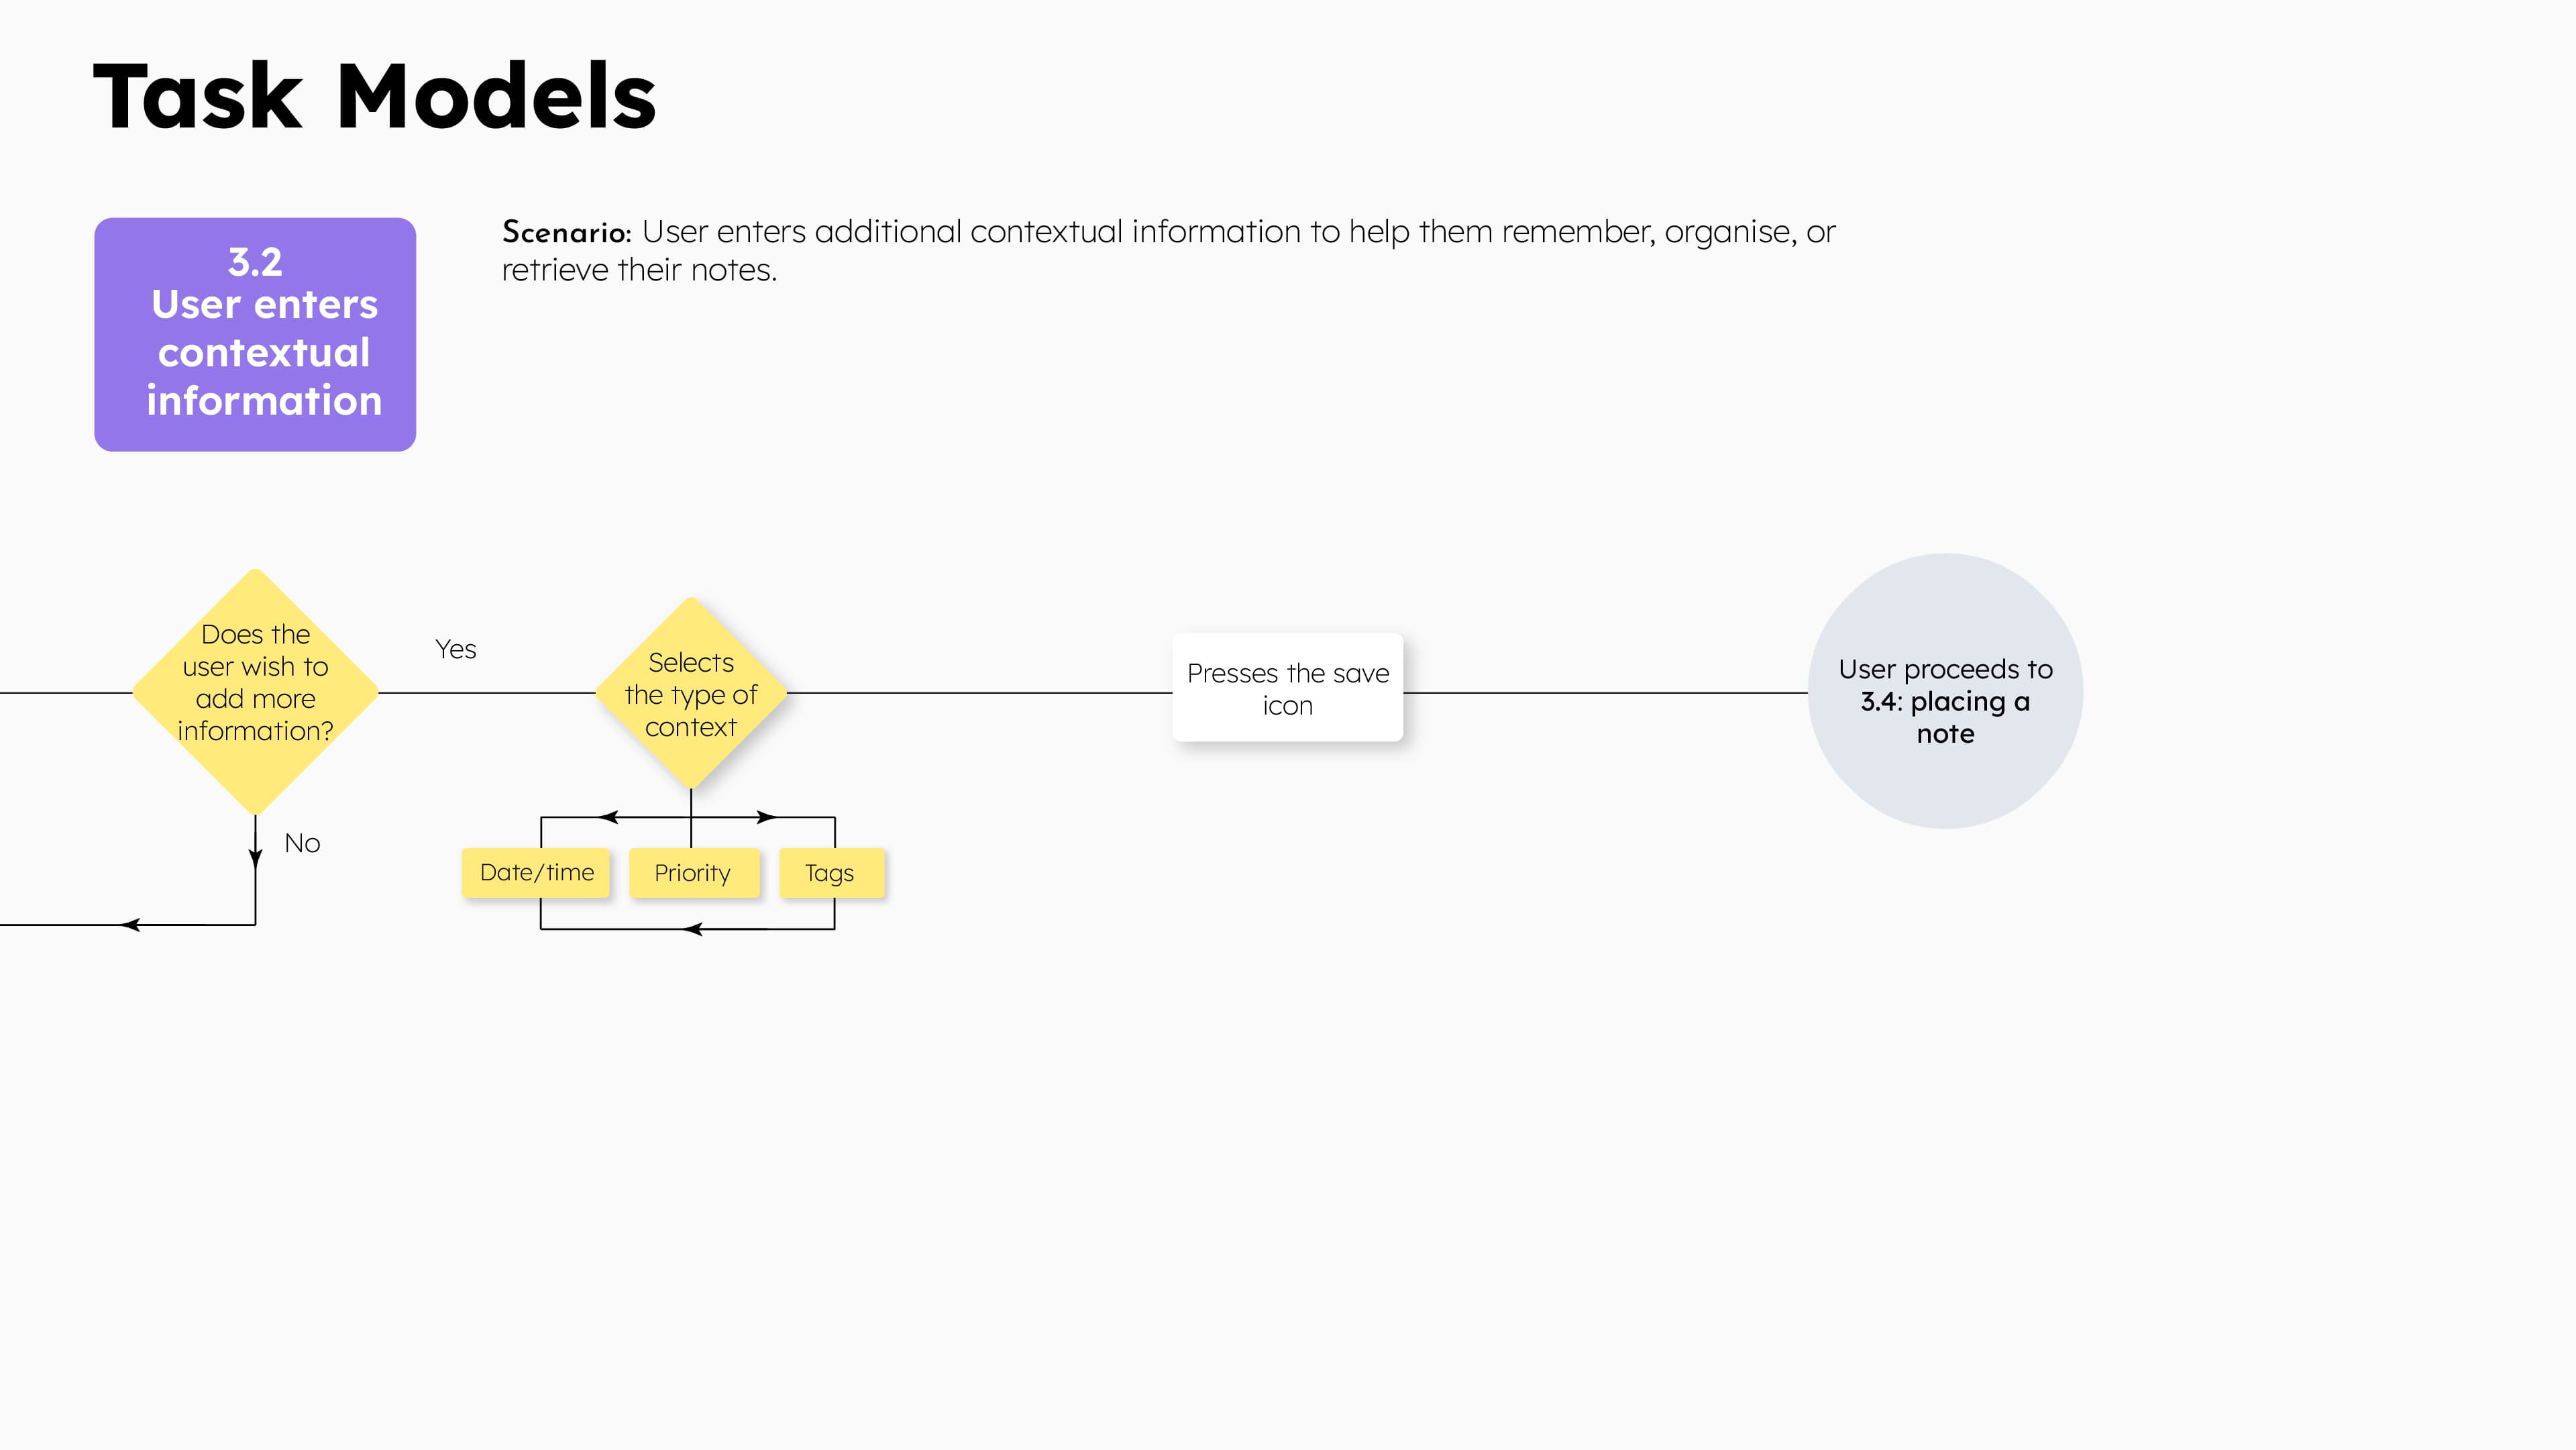 Task Models
3.2
User enters
contextual
information
Scenario: User enters additional contextual information to help them remember, organise, or
retrieve their notes.
Does the
user wish to
add more
information?
Yes
No
Selects
the type of
context
Date/time
Priority
Tags
Presses the save
icon
User proceeds to
3.4: placing a
note